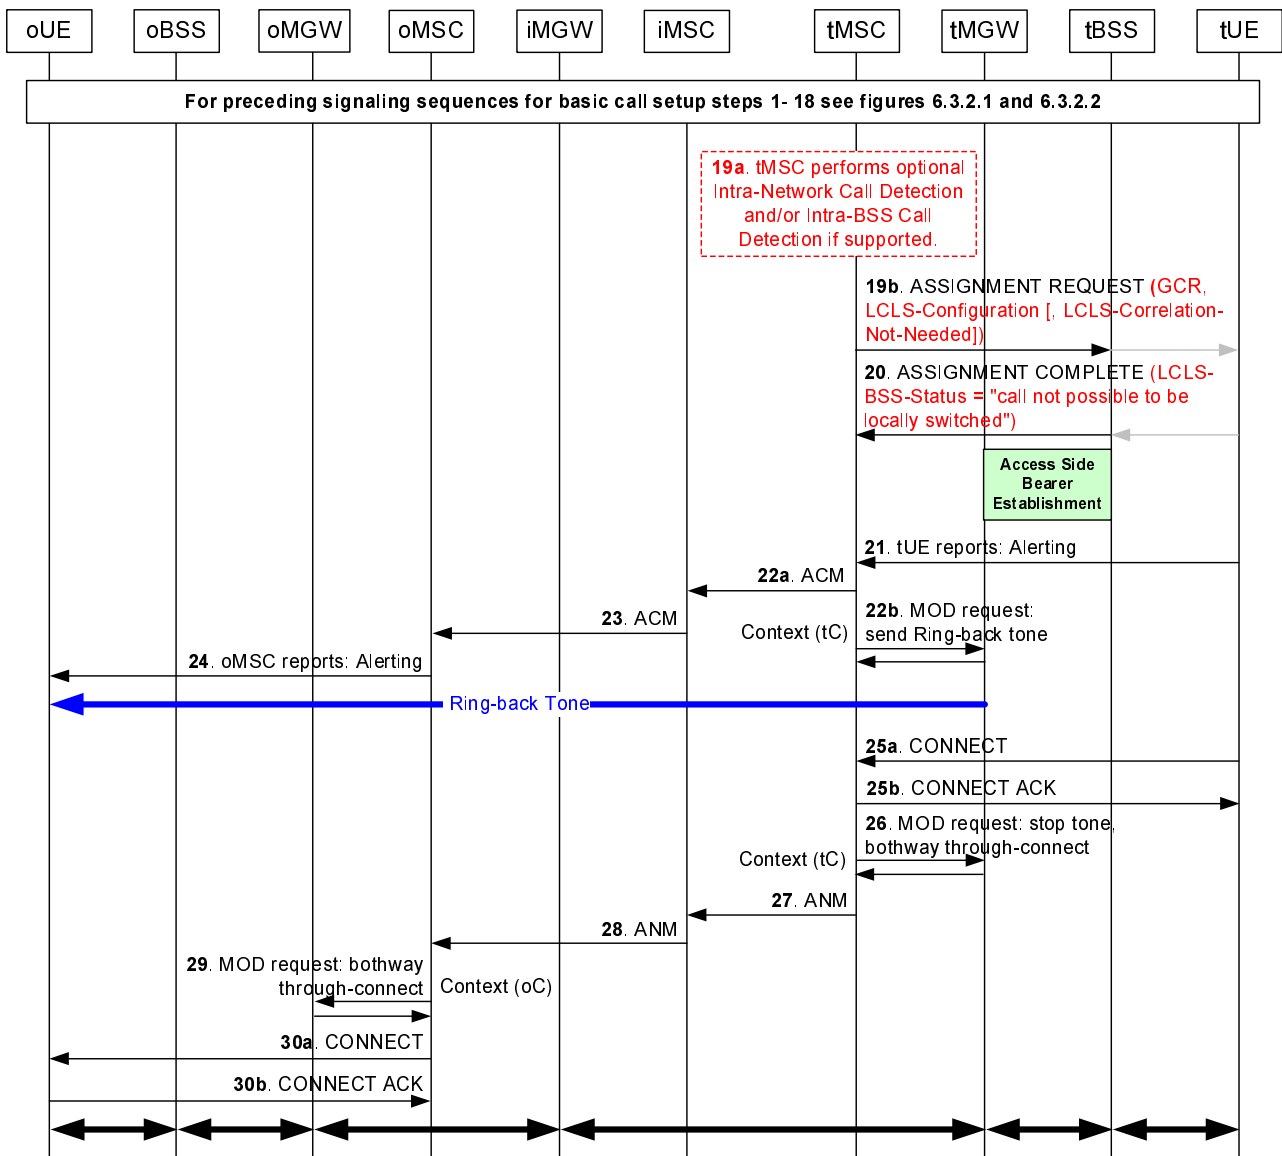 oUE oBSS oMGW oMSC iMGW iMSC tMSC tMGW tBSS tUE
For preceding signaling sequences for basic call setup steps 1- 18 see figures 6.3.2.1 and 6.3.2.2
19a. tMSC performs optional
Intra-Network Call Detection
and/or Intra-BSS Call
Detection if supported.
19b. ASSIGNMENT REQUEST (GCR,
LCLS-Configuration [, LCLS-Correlation-
Not-Needed])
20. ASSIGNMENT COMPLETE (LCLS-
BSS-Status = "call not possible to be
locally switched")
Access Side
Bearer
Establishment
21. tUE reports: Alerting
22a. ACM
23. ACM
22b. MOD request:
send Ring-back tone
Context (tC)
24. oMSC reports: Alerting
Ring-back Tone
25a. CONNECT
25b. CONNECT ACK
26. MOD request: stop tone,
bothway through-connect
Context (tC)
27. ANM
28. ANM
29. MOD request: bothway
through-connect
Context (oC)
30a. CONNECT
30b. CONNECT ACK